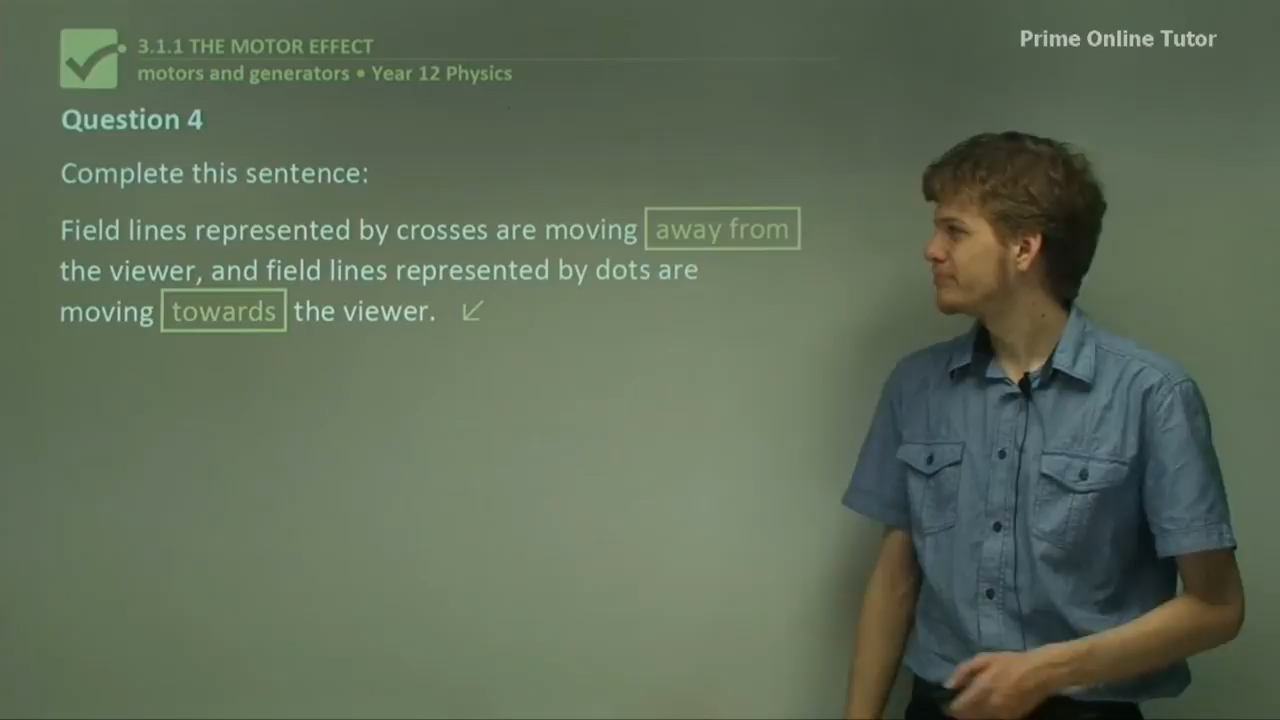 3.1.1 THE MOTOR EFFECT
motors and generators • Year 12 Physics
Prime Online Tutor
Question 4
Complete this sentence:
Field lines represented by crosses are moving away from
the viewer, and field lines represented by dots are
moving towards the viewer.